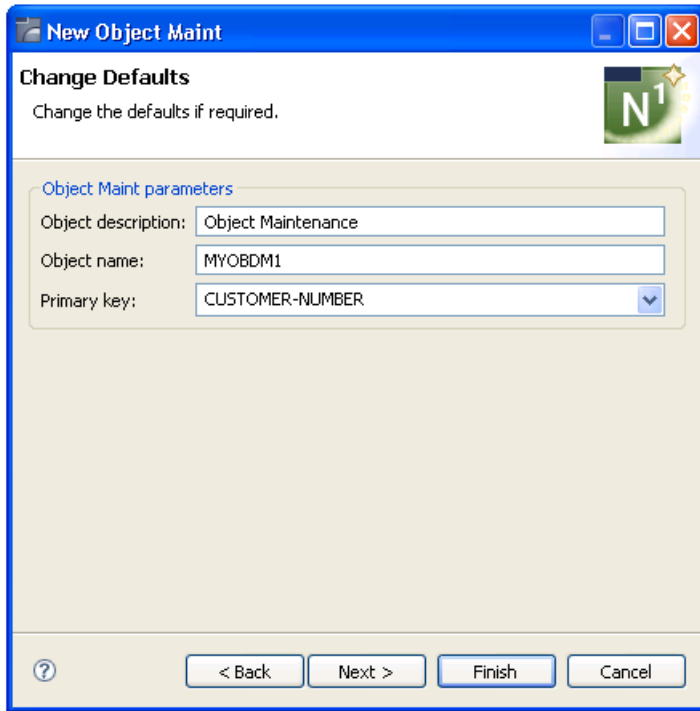 New Object Maint
Change Defaults
Change the defaults if required.
N1
Object Maint parameters
Object description: Object Maintenance
Object name: MYOBDM1
Primary key: CUSTOMER-NUMBER
< Back Next > Finish Cancel